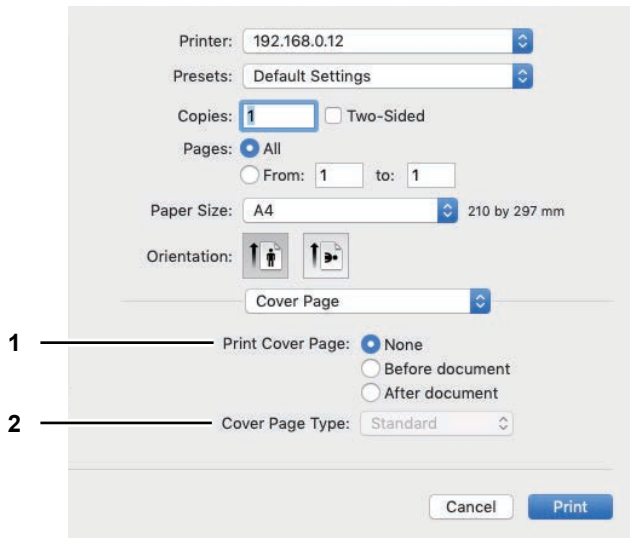 Printer: 192.168.0.12
Presets: Default Settings
Copies: 1 Two-Sided
Pages: All
From: 1 to: 1
Paper Size: A4 210 by 297 mm
Orientation:
Cover Page
1 Print Cover Page: None
Before document
After document
2 Cover Page Type: Standard
Cancel Print